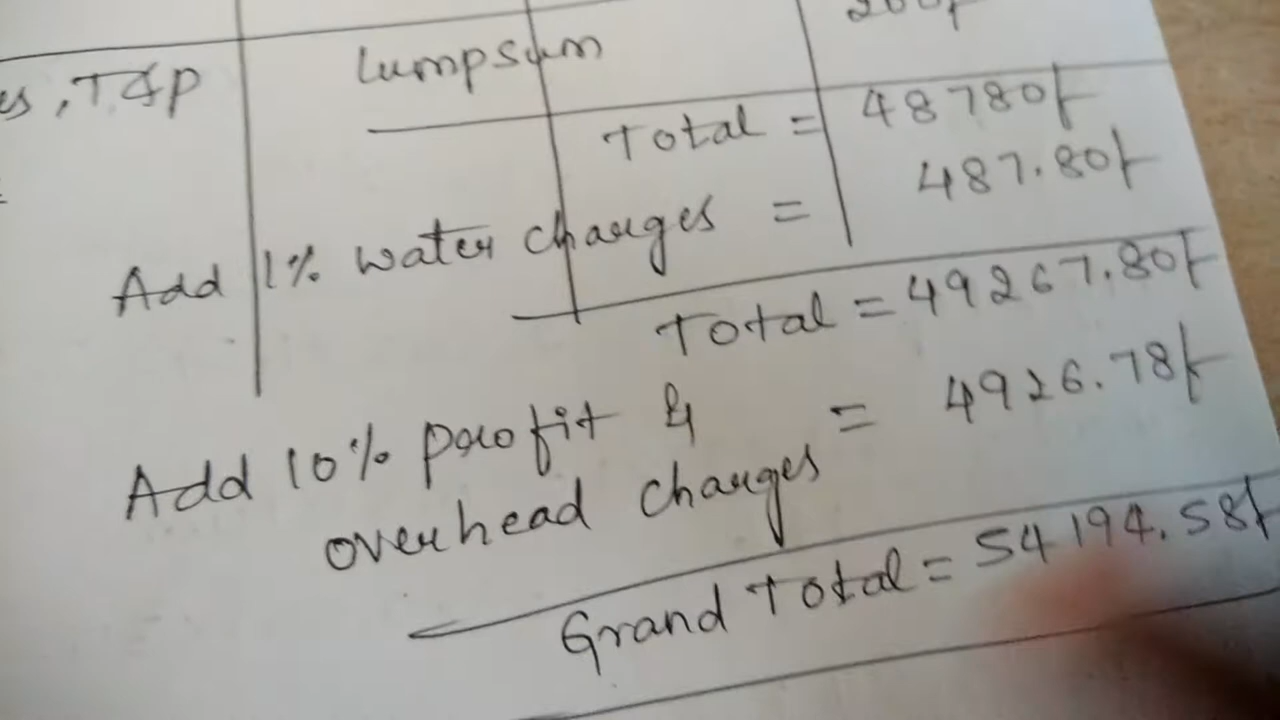 T&P Lumpsum
Total = 48780/-
Add 1% water charges = 487.80/-
Total = 49267.80/-
Add 10% profit & = 4926.78/-
overhead charges
Grand Total = 54194.58/-